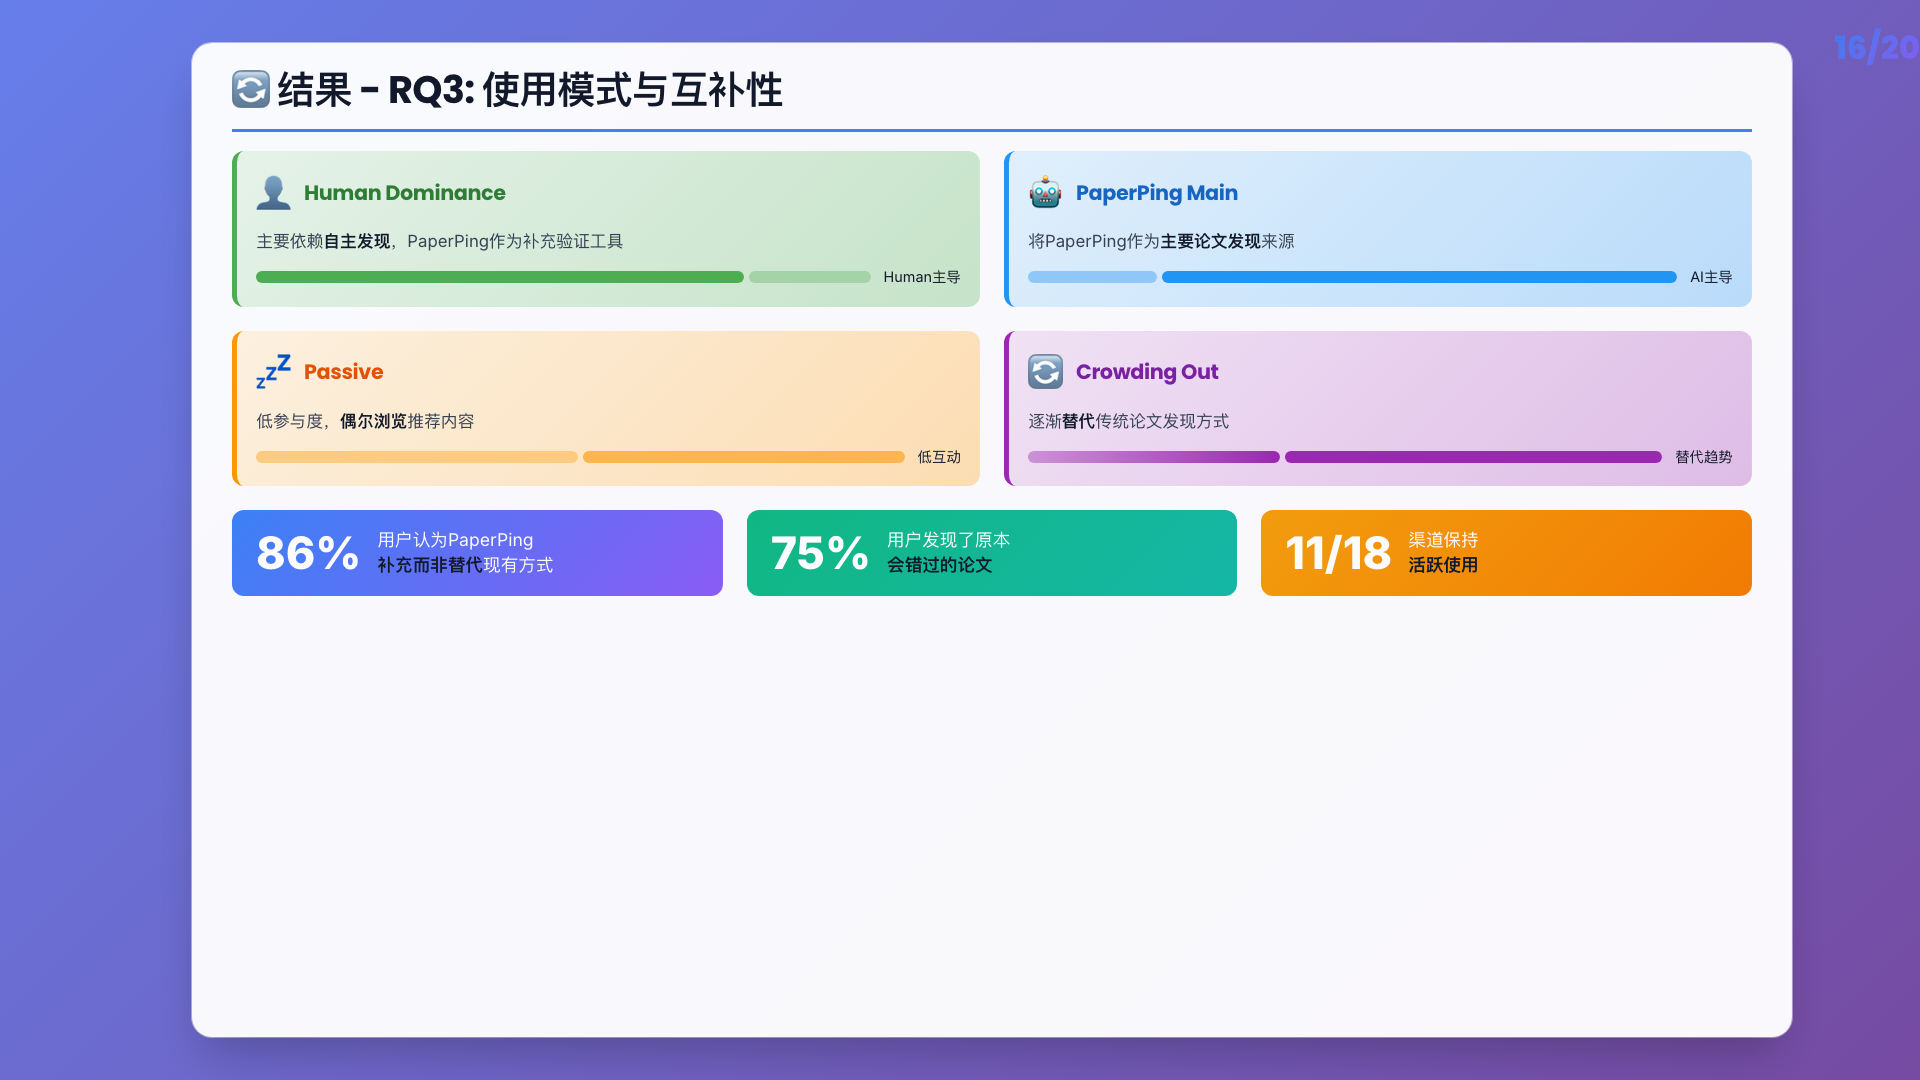 16/20
结果 - RQ3: 使用模式与互补性
Human Dominance
主要依赖自主发现，PaperPing作为补充验证工具
Human主导
PaperPing Main
将PaperPing作为主要论文发现来源
AI主导
Passive
低参与度，偶尔浏览推荐内容
低互动
Crowding Out
逐渐替代传统论文发现方式
替代趋势
86%
用户认为PaperPing
补充而非替代现有方式
75%
用户发现了原本
会错过的论文
11/18
渠道保持
活跃使用